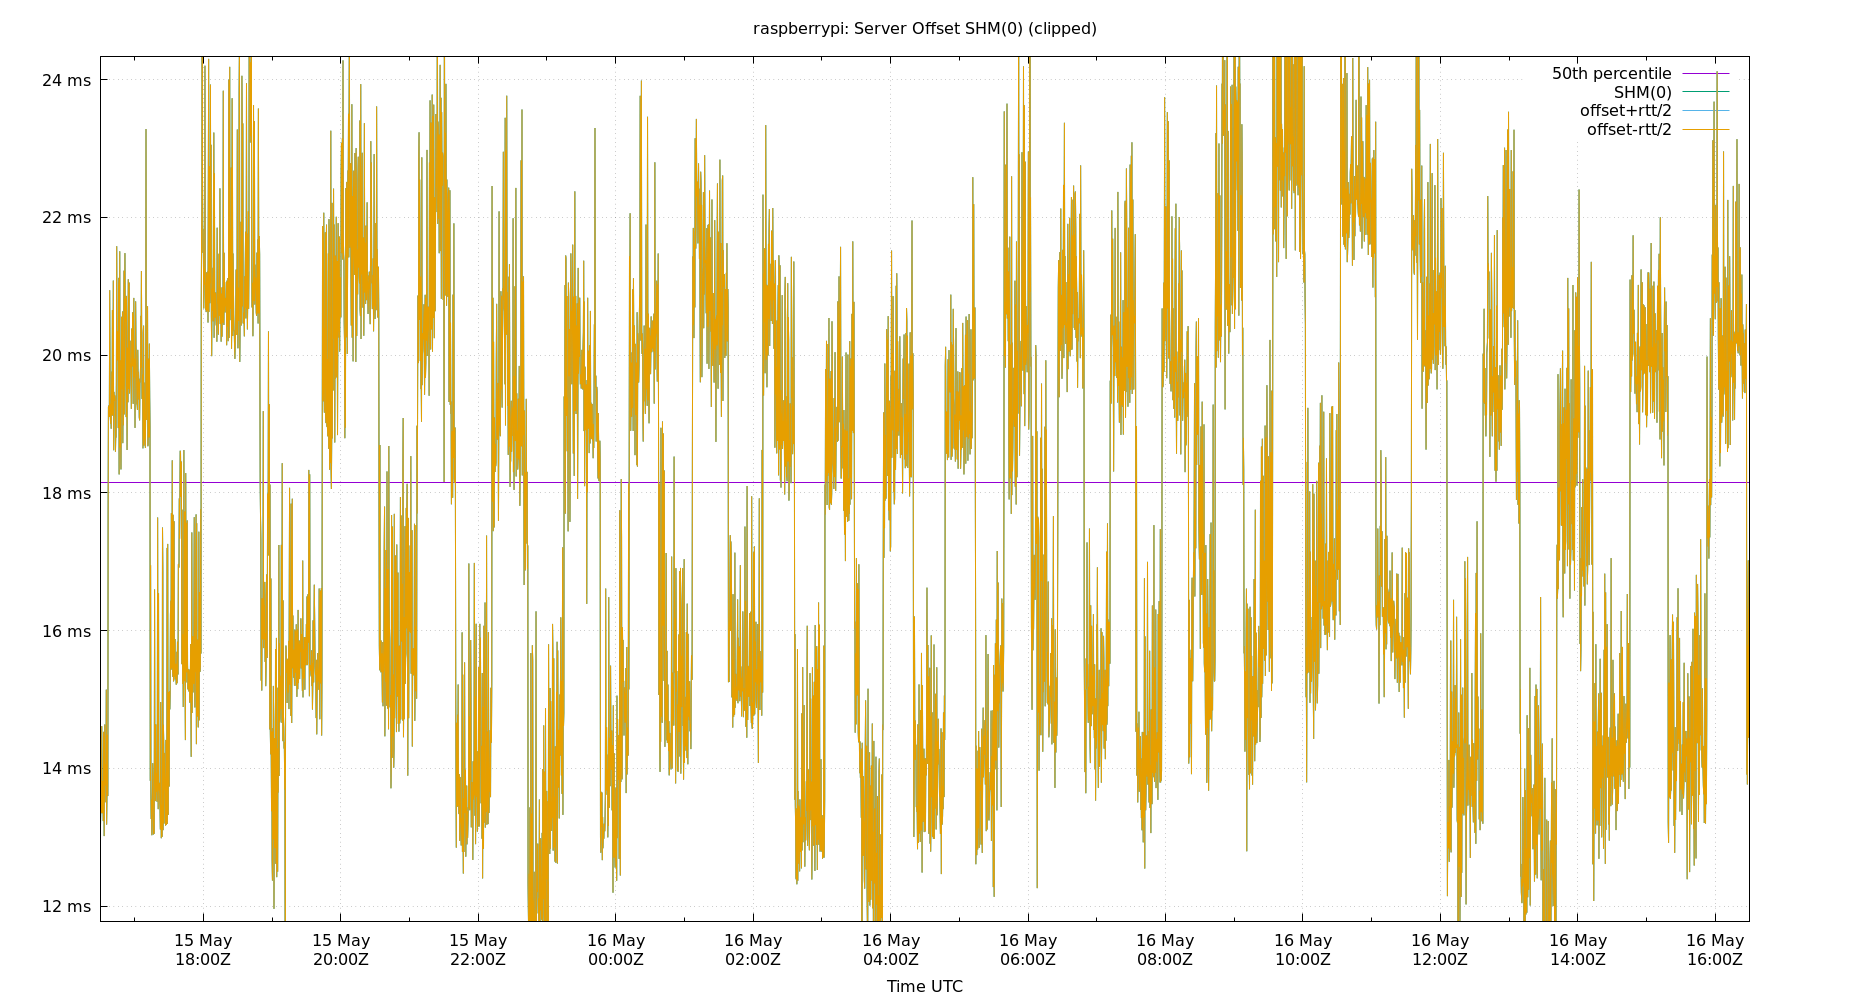 raspberrypi: Server Offset SHM(0) (clipped)
50th percentile
SHM(0)
offset+rtt/2
offset-rtt/2
24 ms
22 ms
20 ms
18 ms
16 ms
14 ms
12 ms
15 May 15 May 15 May 16 May 16 May 16 May 16 May 16 May 16 May 16 May 16 May 16 May
18:00Z 20:00Z 22:00Z 00:00Z 02:00Z 04:00Z 06:00Z 08:00Z 10:00Z 12:00Z 14:00Z 16:00Z
Time UTC